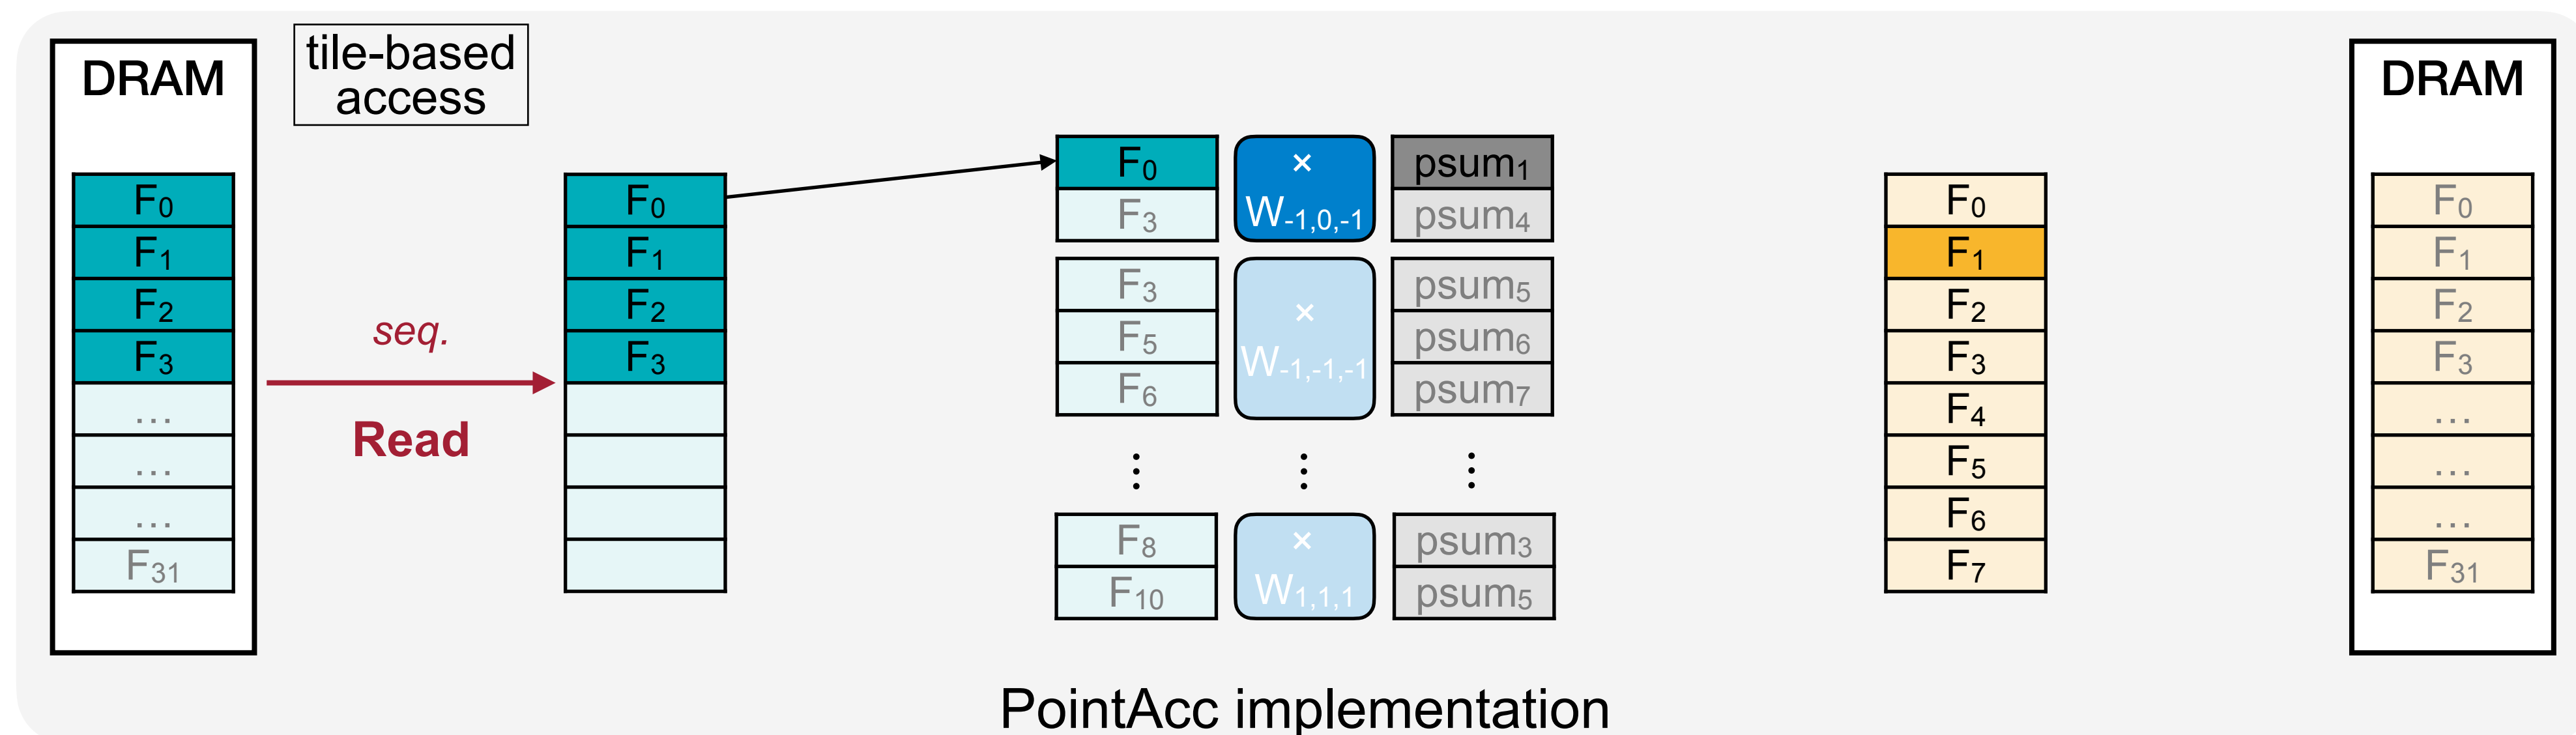 DRAM
F0
F1
F2
F3
...
...
...
F31
tile-based
access
seq.
Read
F0
F1
F2
F3
F0
F3
×
W-1,0,-1
psum1
psum4
F3
F5
F6
×
W-1,-1,-1
psum5
psum6
psum7
F8
F10
×
W1,1,1
psum3
psum5
F0
F1
F2
F3
F4
F5
F6
F7
DRAM
F0
F1
F2
F3
...
...
...
F31
PointAcc implementation